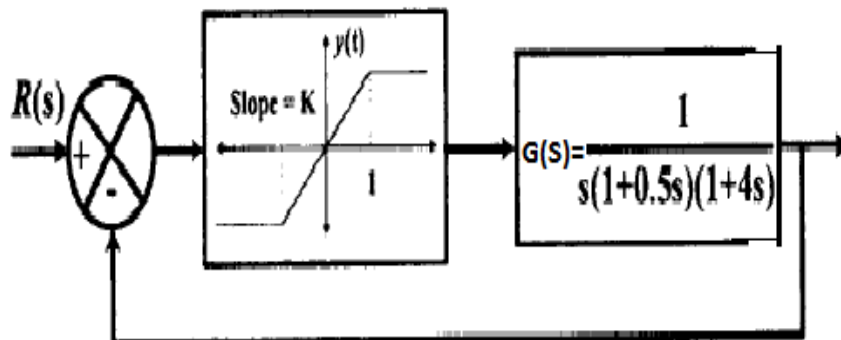 R(s)
+
-
y(t)
Slope = K
1
G(S)=
1
s(1+0.5s)(1+4s)